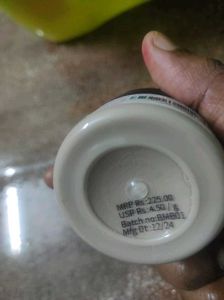 MRP Rs.225.00
USP Rs.4.50 / g
Batch no:BMB01
Mfg Dt:12/24